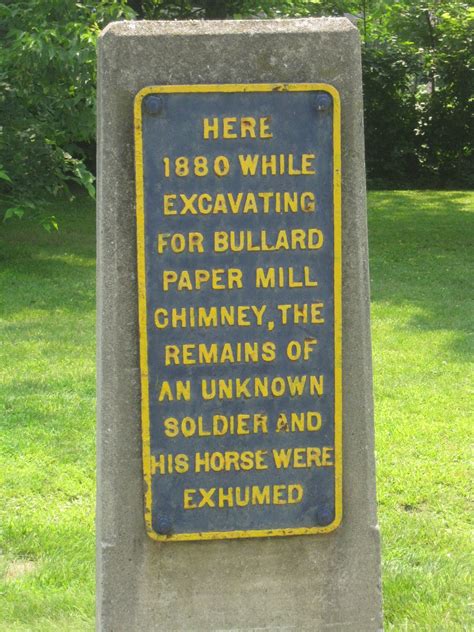 HERE
1880 WHILE
EXCAVATING
FOR BULLARD
PAPER MILL
CHIMNEY, THE
REMAINS OF
AN UNKNOWN
SOLDIER AND
HIS HORSE WERE
EXHUMED